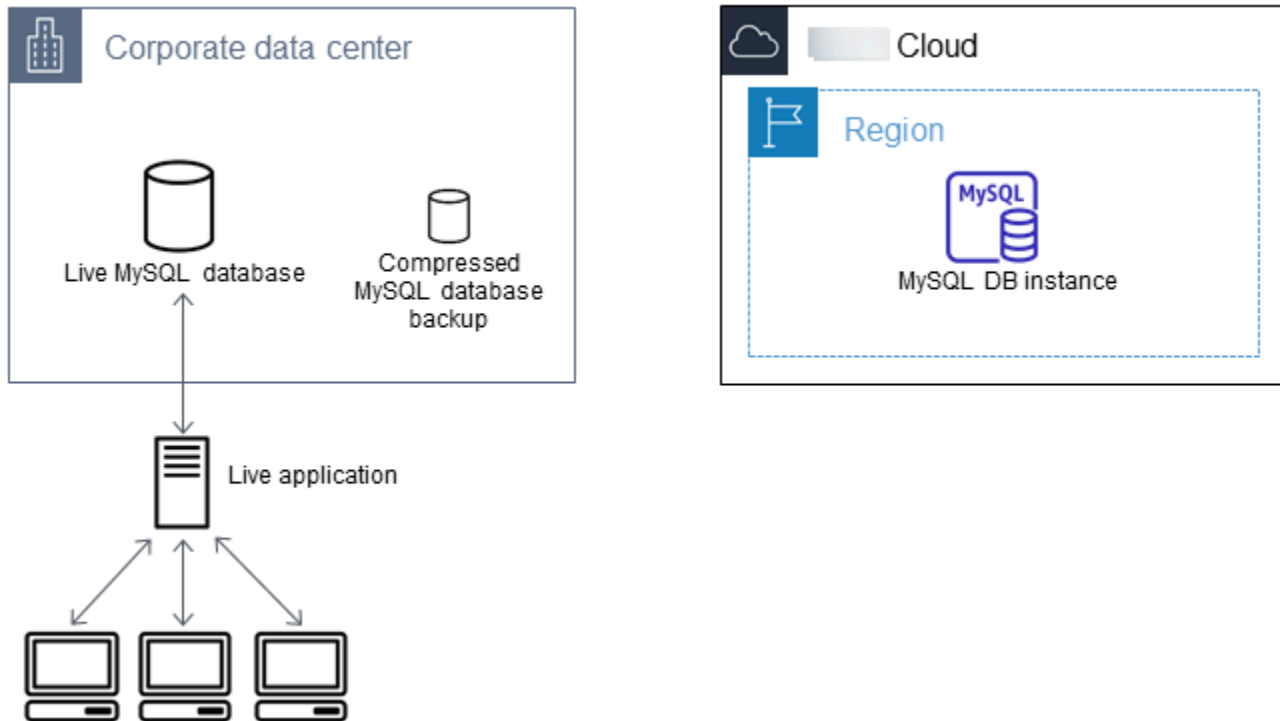 Corporate data center
Cloud
Region
MySQL
Live MySQL database
Compressed
MySQL database
backup
MySQL DB instance
Live application